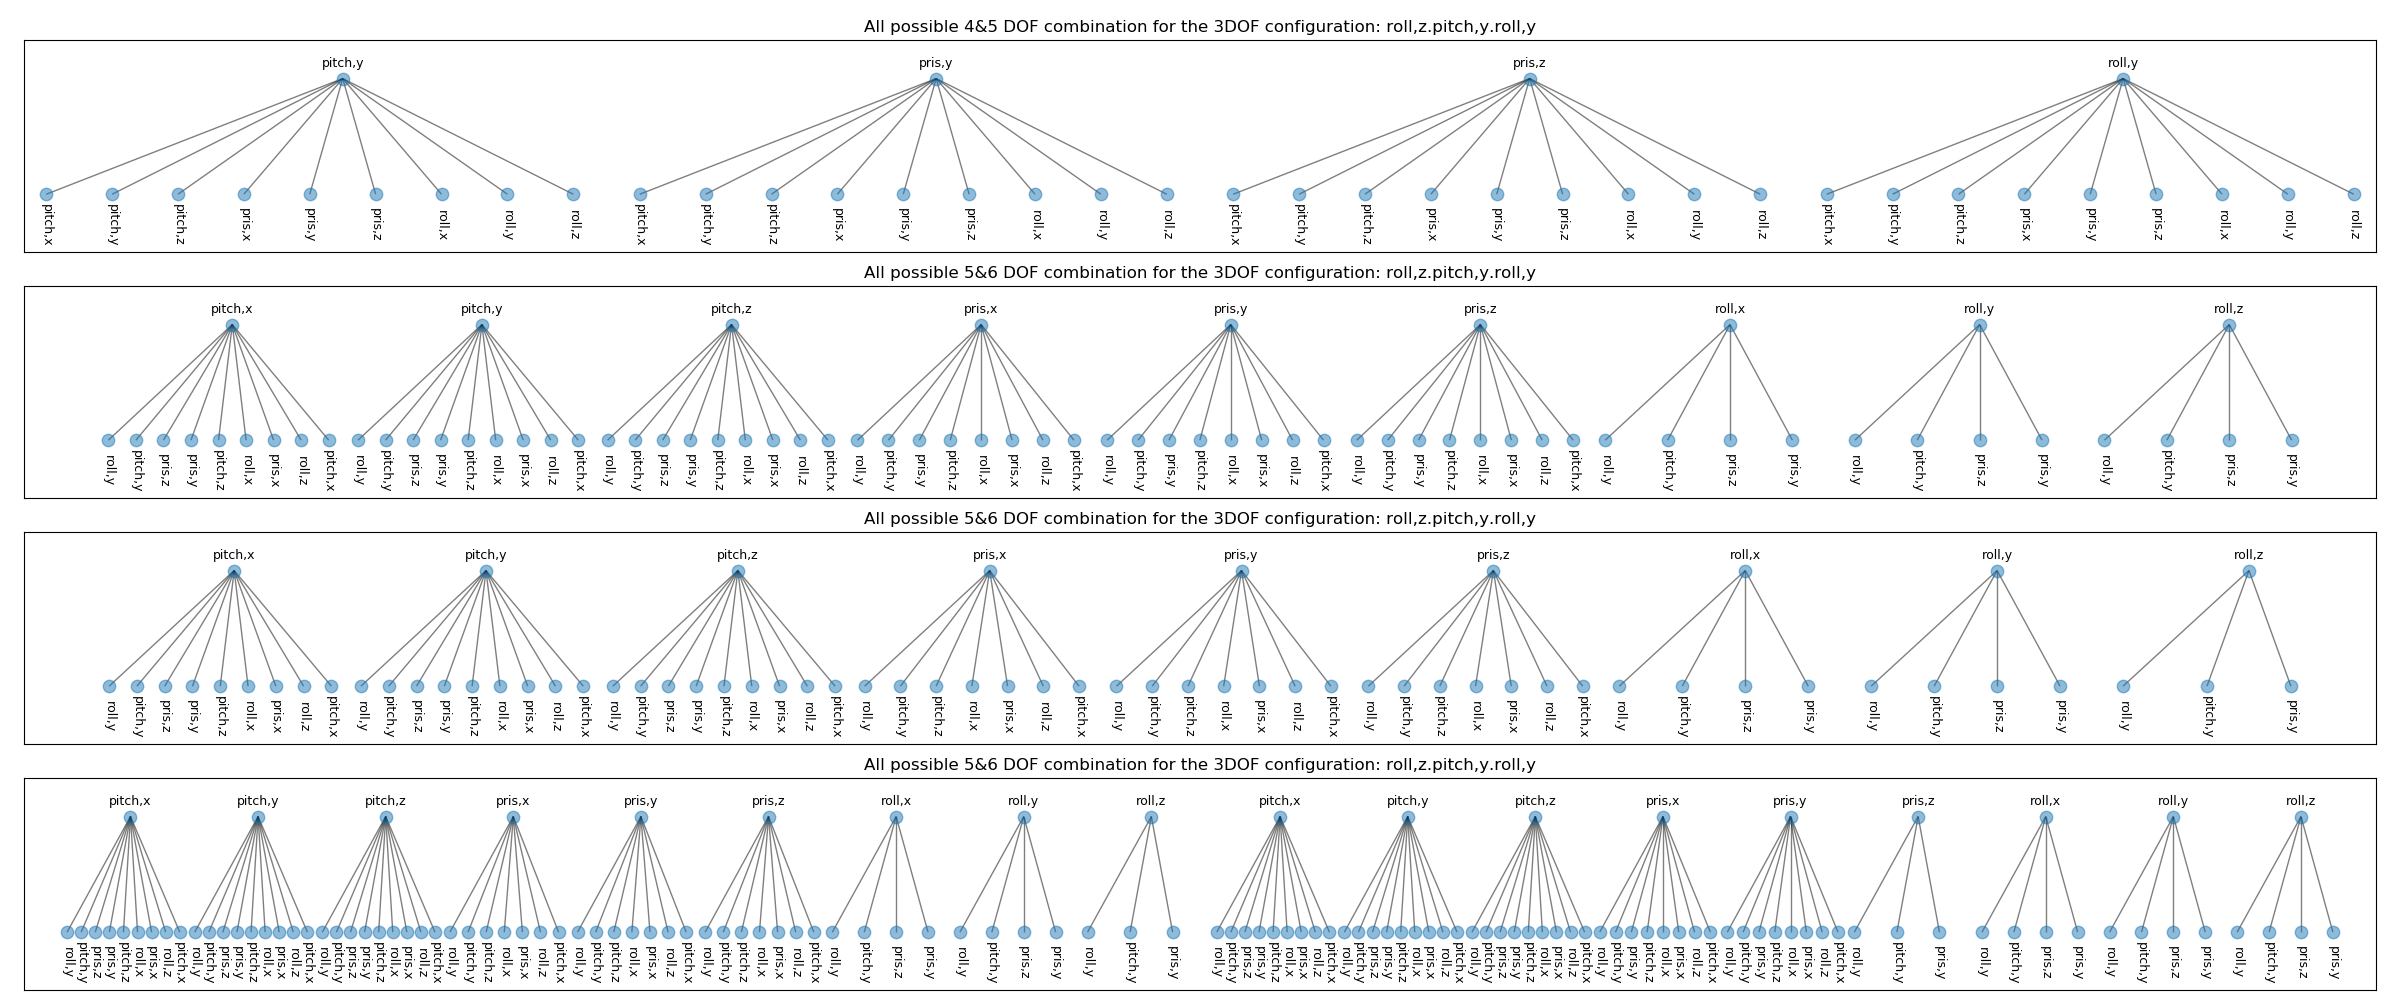 All possible 4&5 DOF combination for the 3DOF configuration: roll,z.pitch,y.roll,y
pitch,y pris,y pris,z roll,y
pitch,x pitch,y pitch,z pris,x pris,y pris,z roll,x roll,y roll,z pitch,x pitch,y pitch,z pris,x pris,y pris,z roll,x roll,y roll,z pitch,x pitch,y pitch,z pris,x pris,y pris,z roll,x roll,y roll,z pitch,x pitch,y pitch,z pris,x pris,y pris,z roll,x roll,y roll,z
All possible 5&6 DOF combination for the 3DOF configuration: roll,z.pitch,y.roll,y
pitch,x pitch,y pitch,z pris,x pris,y pris,z roll,x roll,y roll,z
roll,y pitch,y pris,z pris,y pitch,z roll,x pris,x roll,z pitch,x roll,y pitch,y pris,z pris,y pitch,z roll,x pris,x roll,z pitch,x roll,y pitch,y pris,z pris,y pitch,z roll,x pris,x roll,z pitch,x roll,y pitch,y pris,y pitch,z roll,x pris,x roll,z pitch,x roll,y pitch,y pris,y pitch,z roll,x pris,x roll,z pitch,x roll,y pitch,y pris,y pitch,z roll,x pris,x roll,z pitch,x roll,y pitch,y pris,z pris,y roll,y pitch,y pris,z pris,y roll,y pitch,y pris,z pris,y
All possible 5&6 DOF combination for the 3DOF configuration: roll,z.pitch,y.roll,y
pitch,x pitch,y pitch,z pris,x pris,y pris,z roll,x roll,y roll,z
roll,y pitch,y pris,z pris,y pitch,z roll,x pris,x roll,z pitch,x roll,y pitch,y pris,z pris,y pitch,z roll,x pris,x roll,z pitch,x roll,y pitch,y pris,z pris,y pitch,z roll,x pris,x roll,z pitch,x roll,y pitch,y pitch,z roll,x pris,x roll,z pitch,x roll,y pitch,y pitch,z roll,x pris,x roll,z pitch,x roll,y pitch,y pitch,z roll,x pris,x roll,z pitch,x roll,y pitch,y pris,z pris,y roll,y pitch,y pris,z pris,y roll,y pitch,y pris,y
All possible 5&6 DOF combination for the 3DOF configuration: roll,z.pitch,y.roll,y
pitch,x pitch,y pitch,z pris,x pris,y pris,z roll,x roll,y roll,z pitch,x pitch,y pitch,z pris,x pris,y pris,z roll,x roll,y roll,z
roll,y pitch,y pris,z pris,y pitch,z roll,x pris,x roll,z pitch,x roll,y pitch,y pris,z pris,y pitch,z roll,x pris,x roll,z pitch,x roll,y pitch,y pris,z pris,y pitch,z roll,x pris,x roll,z pitch,x roll,y pitch,y pitch,z roll,x pris,x roll,z pitch,x roll,y pitch,y pitch,z roll,x pris,x roll,z pitch,x roll,y pitch,y pitch,z roll,x pris,x roll,z pitch,x roll,y pitch,y pris,z pris,y roll,y pitch,y pris,z pris,y roll,y pitch,y pris,y roll,y pitch,y pris,z pris,y pitch,z roll,x pris,x roll,z pitch,x roll,y pitch,y pris,z pris,y pitch,z roll,x pris,x roll,z pitch,x roll,y pitch,y pris,z pris,y pitch,z roll,x pris,x roll,z pitch,x roll,y pitch,y pris,y pitch,z roll,x pris,x roll,z pitch,x roll,y pitch,y pris,y pitch,z roll,x pris,x roll,z pitch,x roll,y pitch,y pris,y roll,y pitch,y pris,z pris,y roll,y pitch,y pris,z pris,y roll,y pitch,y pris,z pris,y